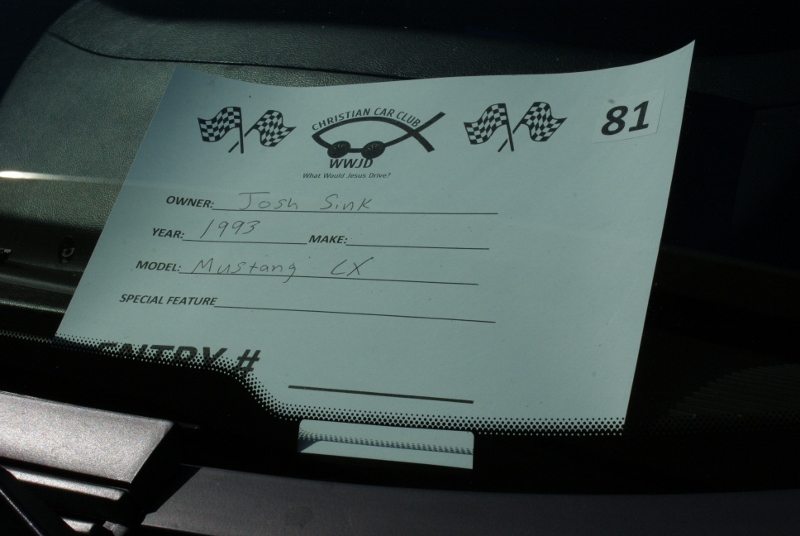 CHRISTIAN CAR CLUB
81
WWJD
What Would Jesus Drive?
OWNER: Josh Sink
YEAR: 1993 MAKE:
MODEL: Mustang LX
SPECIAL FEATURE
ENTRY #